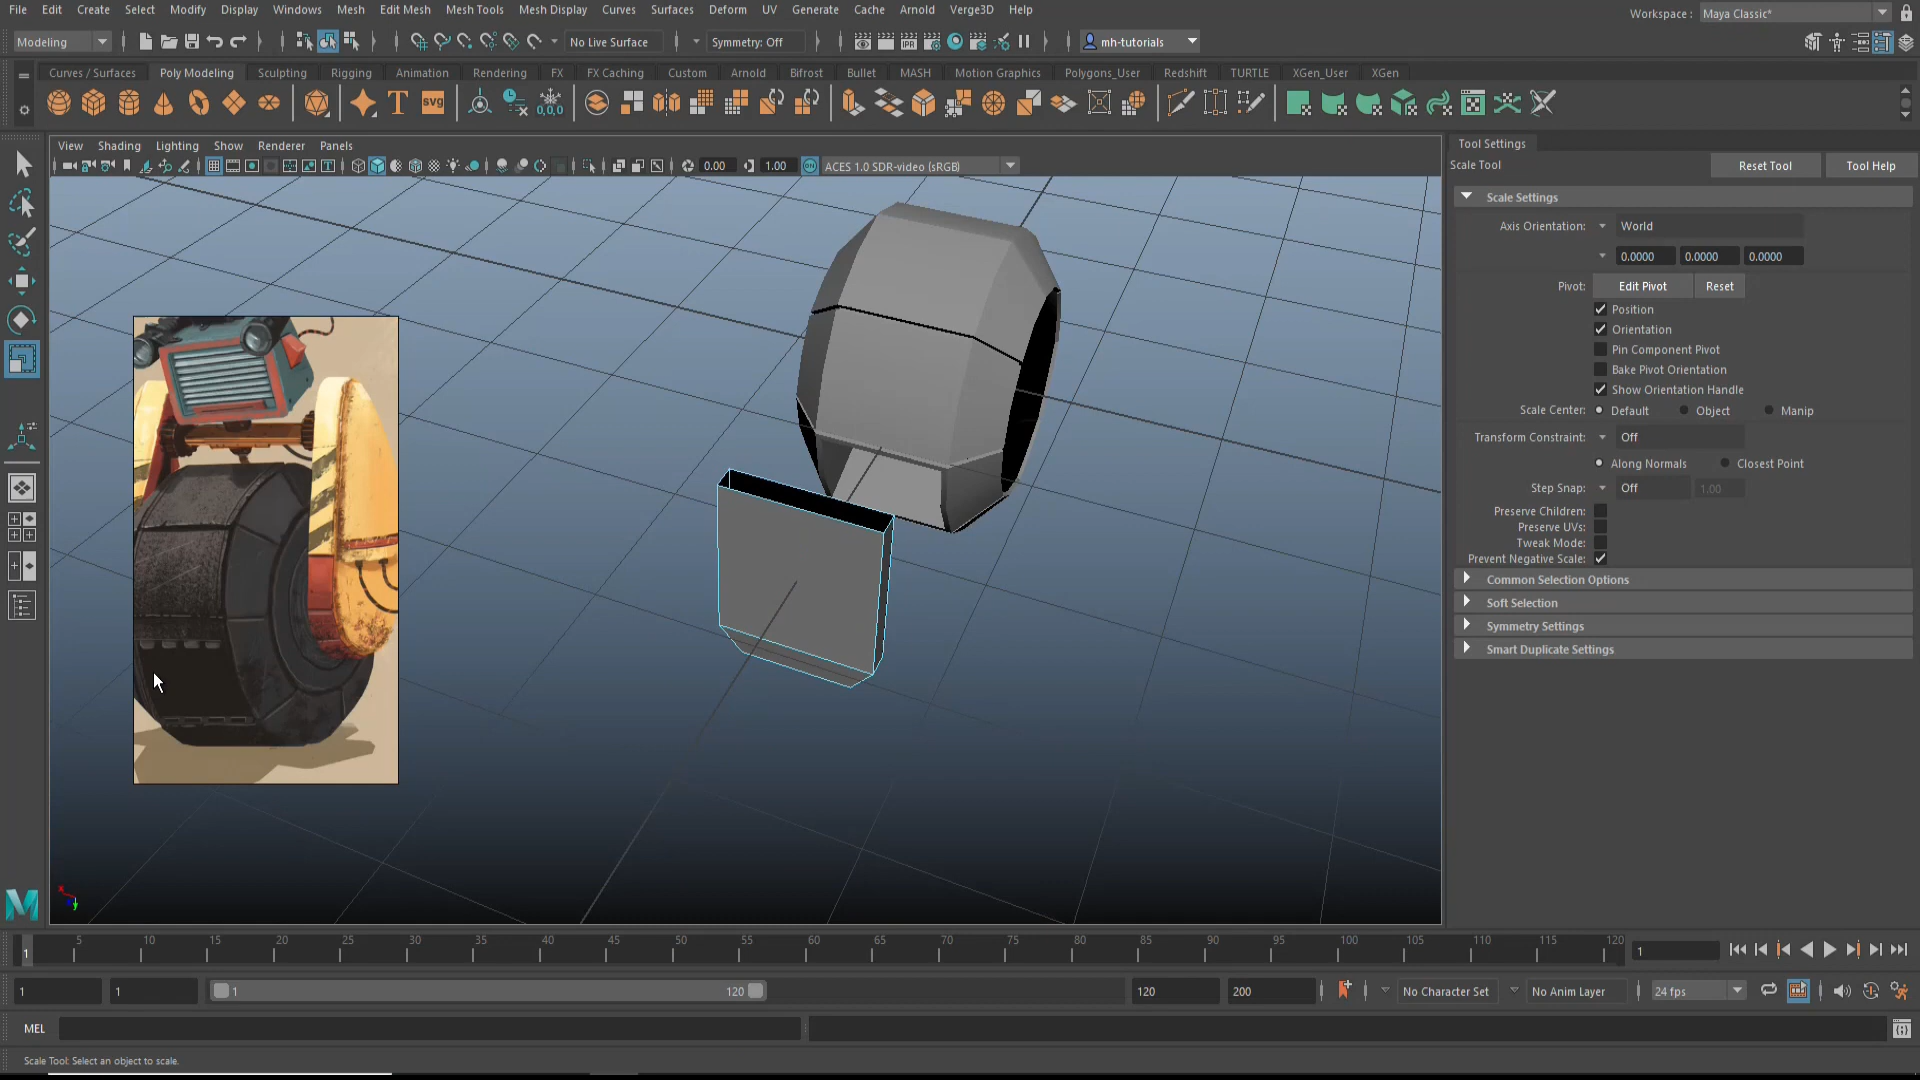 File Edit Create Select Modify Display Windows Mesh Edit Mesh Mesh Tools Mesh Display Curves Surfaces Deform UV Generate Cache Arnold Verge3D Help
Workspace : Maya Classic*
Modeling No Live Surface Symmetry: Off IPR mh-tutorials
Curves / Surfaces Poly Modeling Sculpting Rigging Animation Rendering FX FX Caching Custom Arnold Bifrost Bullet MASH Motion Graphics Polygons_User Redshift TURTLE XGen_User XGen
T SVG 0,0,0
View Shading Lighting Show Renderer Panels
0.00 1.00 ON ACES 1.0 SDR-video (sRGB)
Tool Settings
Scale Tool Reset Tool Tool Help
Scale Settings
Axis Orientation: World
0.0000 0.0000 0.0000
Pivot: Edit Pivot Reset
Position
Orientation
Pin Component Pivot
Bake Pivot Orientation
Show Orientation Handle
Scale Center: Default Object Manip
Transform Constraint: Off
Along Normals Closest Point
Step Snap: Off 1.00
Preserve Children:
Preserve UVs:
Tweak Mode:
Prevent Negative Scale:
Common Selection Options
Soft Selection
Symmetry Settings
Smart Duplicate Settings
x
y
M
5 10 15 20 25 30 35 40 45 50 55 60 65 70 75 80 85 90 95 100 105 110 115 120
1 1
1 1 1 120 120 200 No Character Set No Anim Layer 24 fps
MEL
Scale Tool: Select an object to scale.